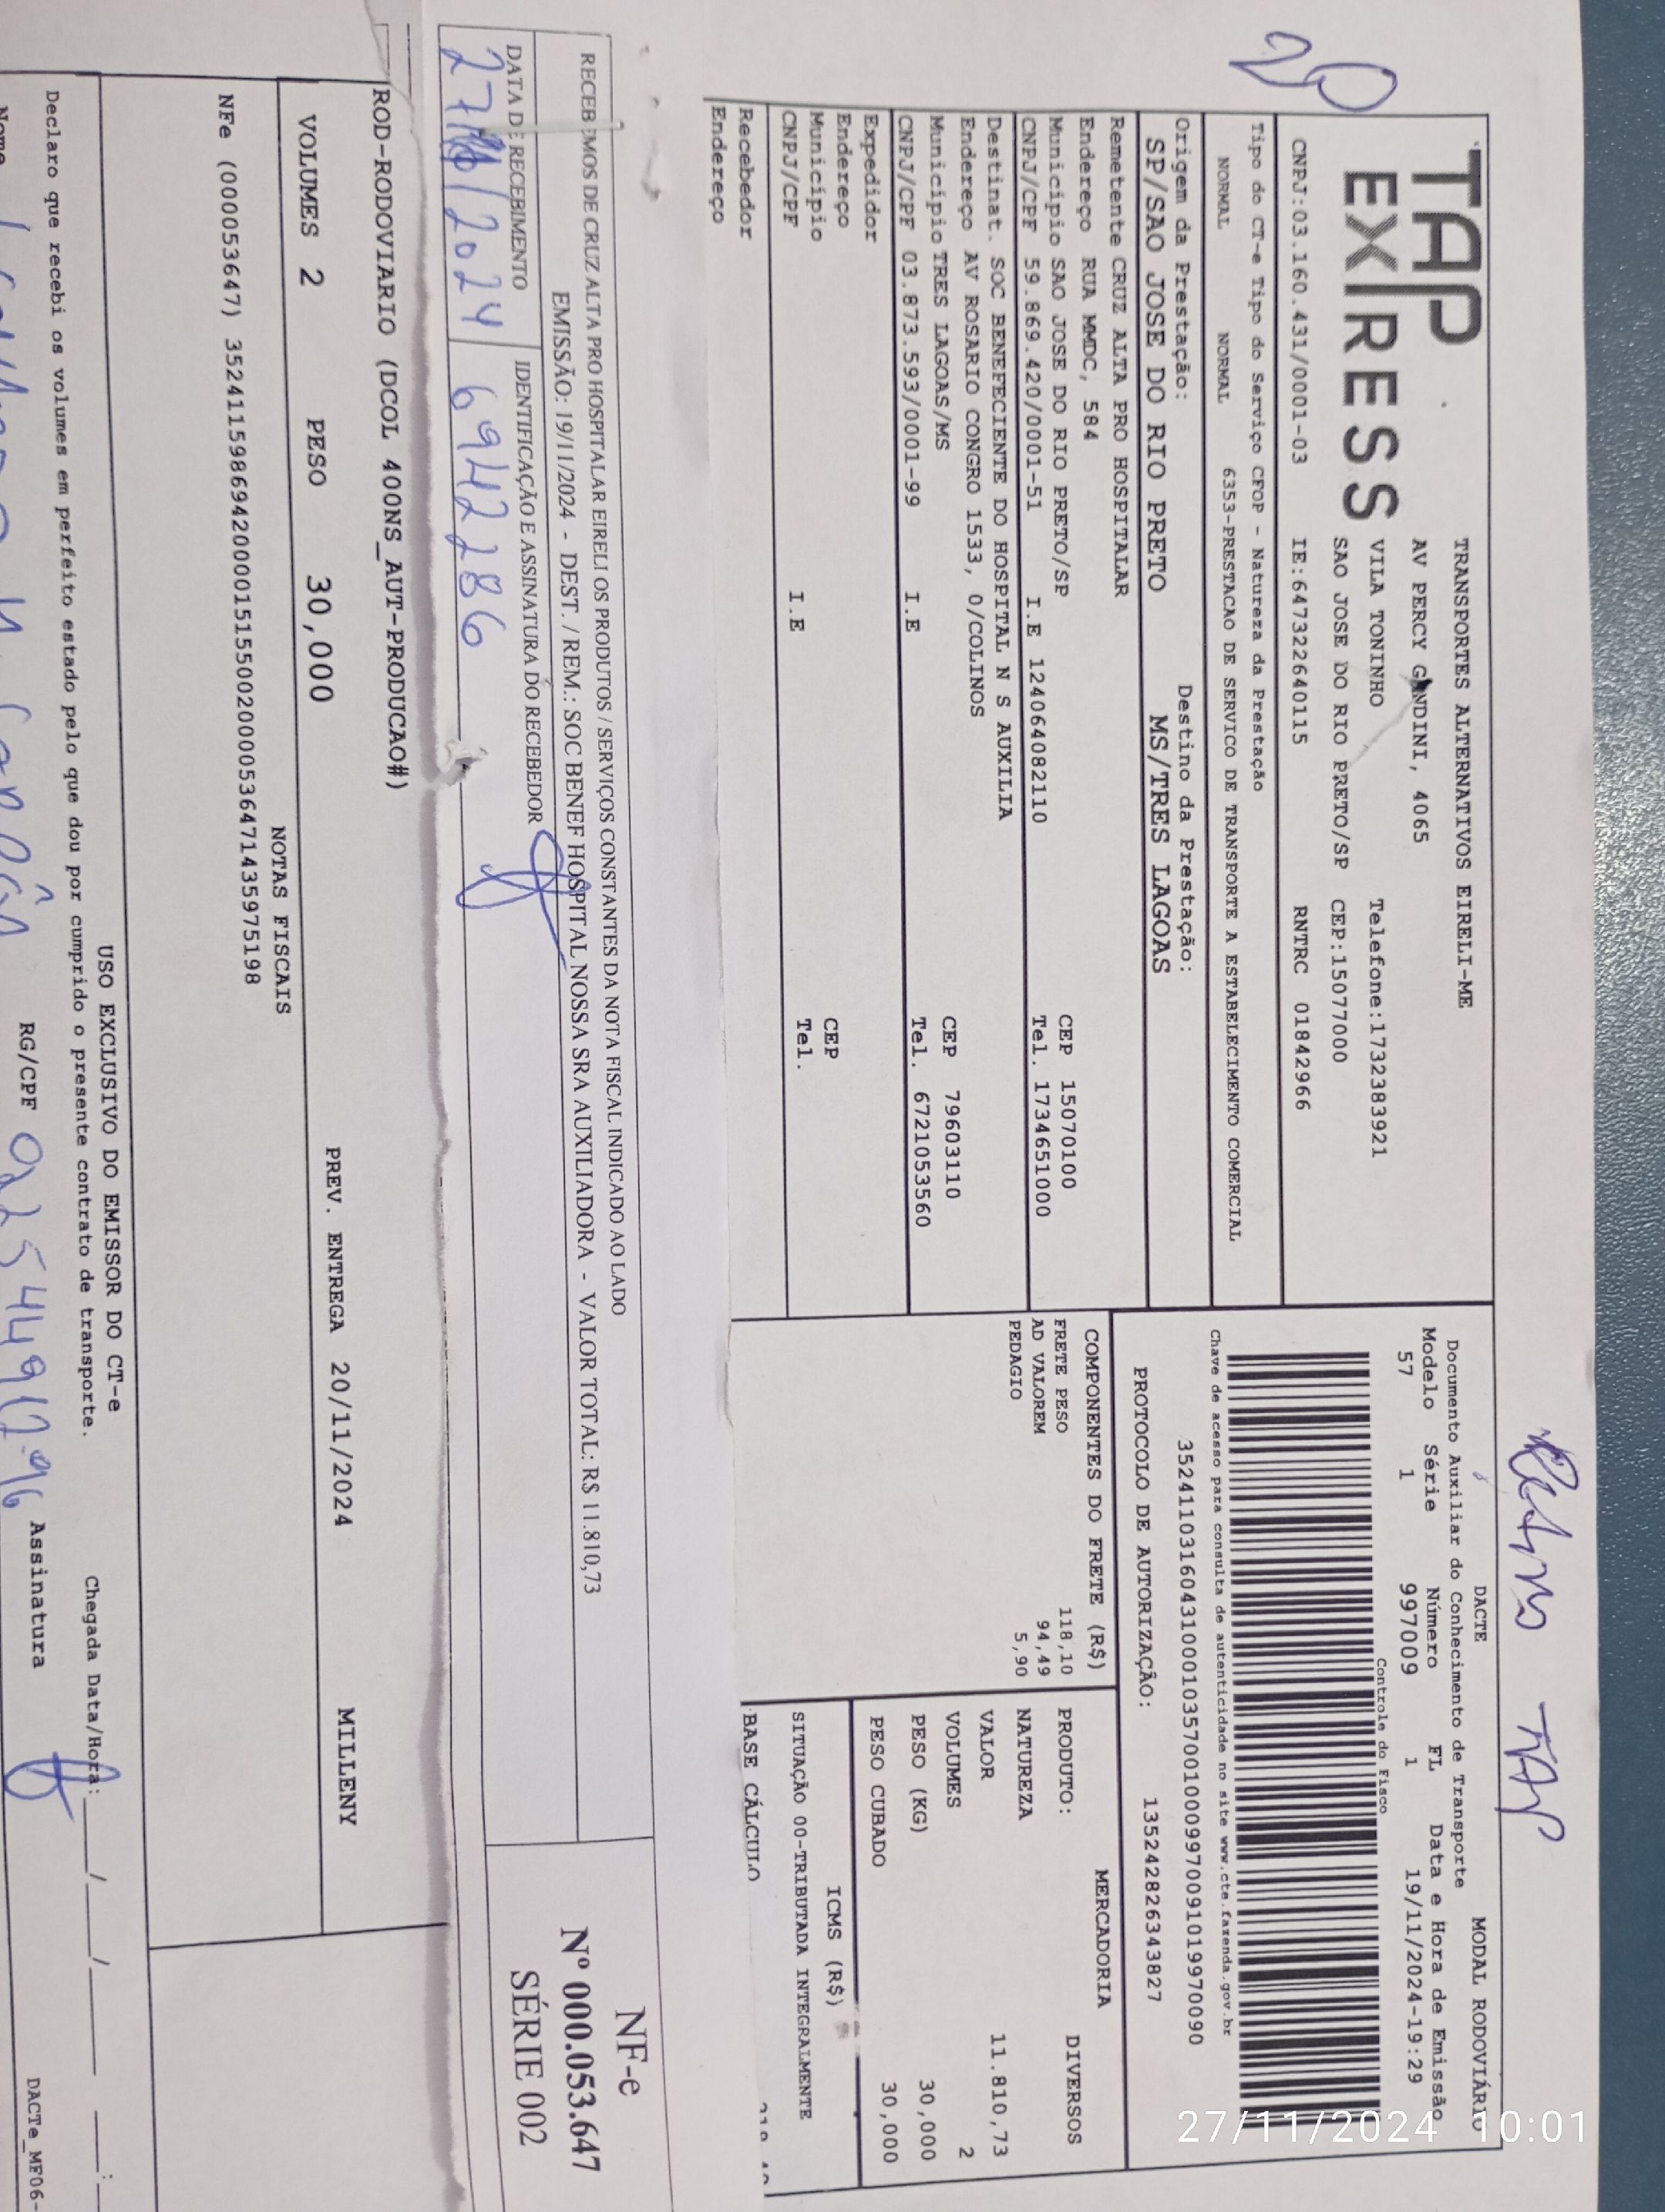 Retorno TAP
TAP
EXPRESS
TRANSPORTES ALTERNATIVOS EIRELI-ME
AV PERCY GANDINI, 4065
VILA TONINHO Telefone:1732383921
SAO JOSE DO RIO PRETO/SP CEP:15077000
CNPJ:03.160.431/0001-03 IE:647322640115 RNTRC 01842966
DACTE MODAL RODOVIÁRIO
Documento Auxiliar do Conhecimento de Transporte
Modelo Série Número FL Data e Hora de Emissão
57 1 997009 1 19/11/2024-19:29
Controle do Fisco
Chave de acesso para consulta de autenticidade no site www.cte.fazenda.gov.br
35241103160431000103570010009970091019970090
PROTOCOLO DE AUTORIZAÇÃO: 135242826343827
Tipo do CT-e Tipo do Serviço CFOP - Natureza da Prestação
NORMAL NORMAL 6353-PRESTACAO DE SERVICO DE TRANSPORTE A ESTABELECIMENTO COMERCIAL
Origem da Prestação: Destino da Prestação:
SP/SAO JOSE DO RIO PRETO MS/TRES LAGOAS
Remetente CRUZ ALTA PRO HOSPITALAR
Endereço RUA MMDC, 584
Município SAO JOSE DO RIO PRETO/SP CEP 15070100
CNPJ/CPF 59.869.420/0001-51 I.E 124064082110 Tel. 1734651000
Destinat. SOC BENEFECIENTE DO HOSPITAL N S AUXILIA
Endereço AV ROSARIO CONGRO 1533, 0/COLINOS
Município TRES LAGOAS/MS CEP 79603110
CNPJ/CPF 03.873.593/0001-99 I.E Tel. 6721053560
Expedidor
Endereço
Município CEP
CNPJ/CPF I.E Tel.
Recebedor
Endereço
COMPONENTES DO FRETE (R$)
FRETE PESO 118,10
AD VALOREM 94,49
PEDAGIO 5,90
MERCADORIA
PRODUTO: DIVERSOS
NATUREZA
VALOR 11.810,73
VOLUMES 2
PESO (KG) 30,000
PESO CUBADO 30,000
ICMS (R$)
SITUAÇÃO 00-TRIBUTADA INTEGRALMENTE
BASE CÁLCULO
RECEBEMOS DE CRUZ ALTA PRO HOSPITALAR EIRELI OS PRODUTOS / SERVIÇOS CONSTANTES DA NOTA FISCAL INDICADO AO LADO
EMISSÃO: 19/11/2024 - DEST. / REM.: SOC BENEF HOSPITAL NOSSA SRA AUXILIADORA - VALOR TOTAL: R$ 11.810,73
DATA DE RECEBIMENTO IDENTIFICAÇÃO E ASSINATURA DO RECEBEDOR
6942286
NF-e
Nº 000.053.647
SÉRIE 002
ROD-RODOVIARIO (DCOL 400NS_AUT-PRODUCAO#)
VOLUMES 2 PESO 30,000 PREV. ENTREGA 20/11/2024 MILLENY
NOTAS FISCAIS
NFe (000053647) 35241159869420000151550020000536471435975198
USO EXCLUSIVO DO EMISSOR DO CT-e
Declaro que recebi os volumes em perfeito estado pelo que dou por cumprido o presente contrato de transporte.
Chegada Data/Hora: ___/___/_____ ___:
Nome RG/CPF Assinatura
DACTe_MF06-
27/11/2024 10:01